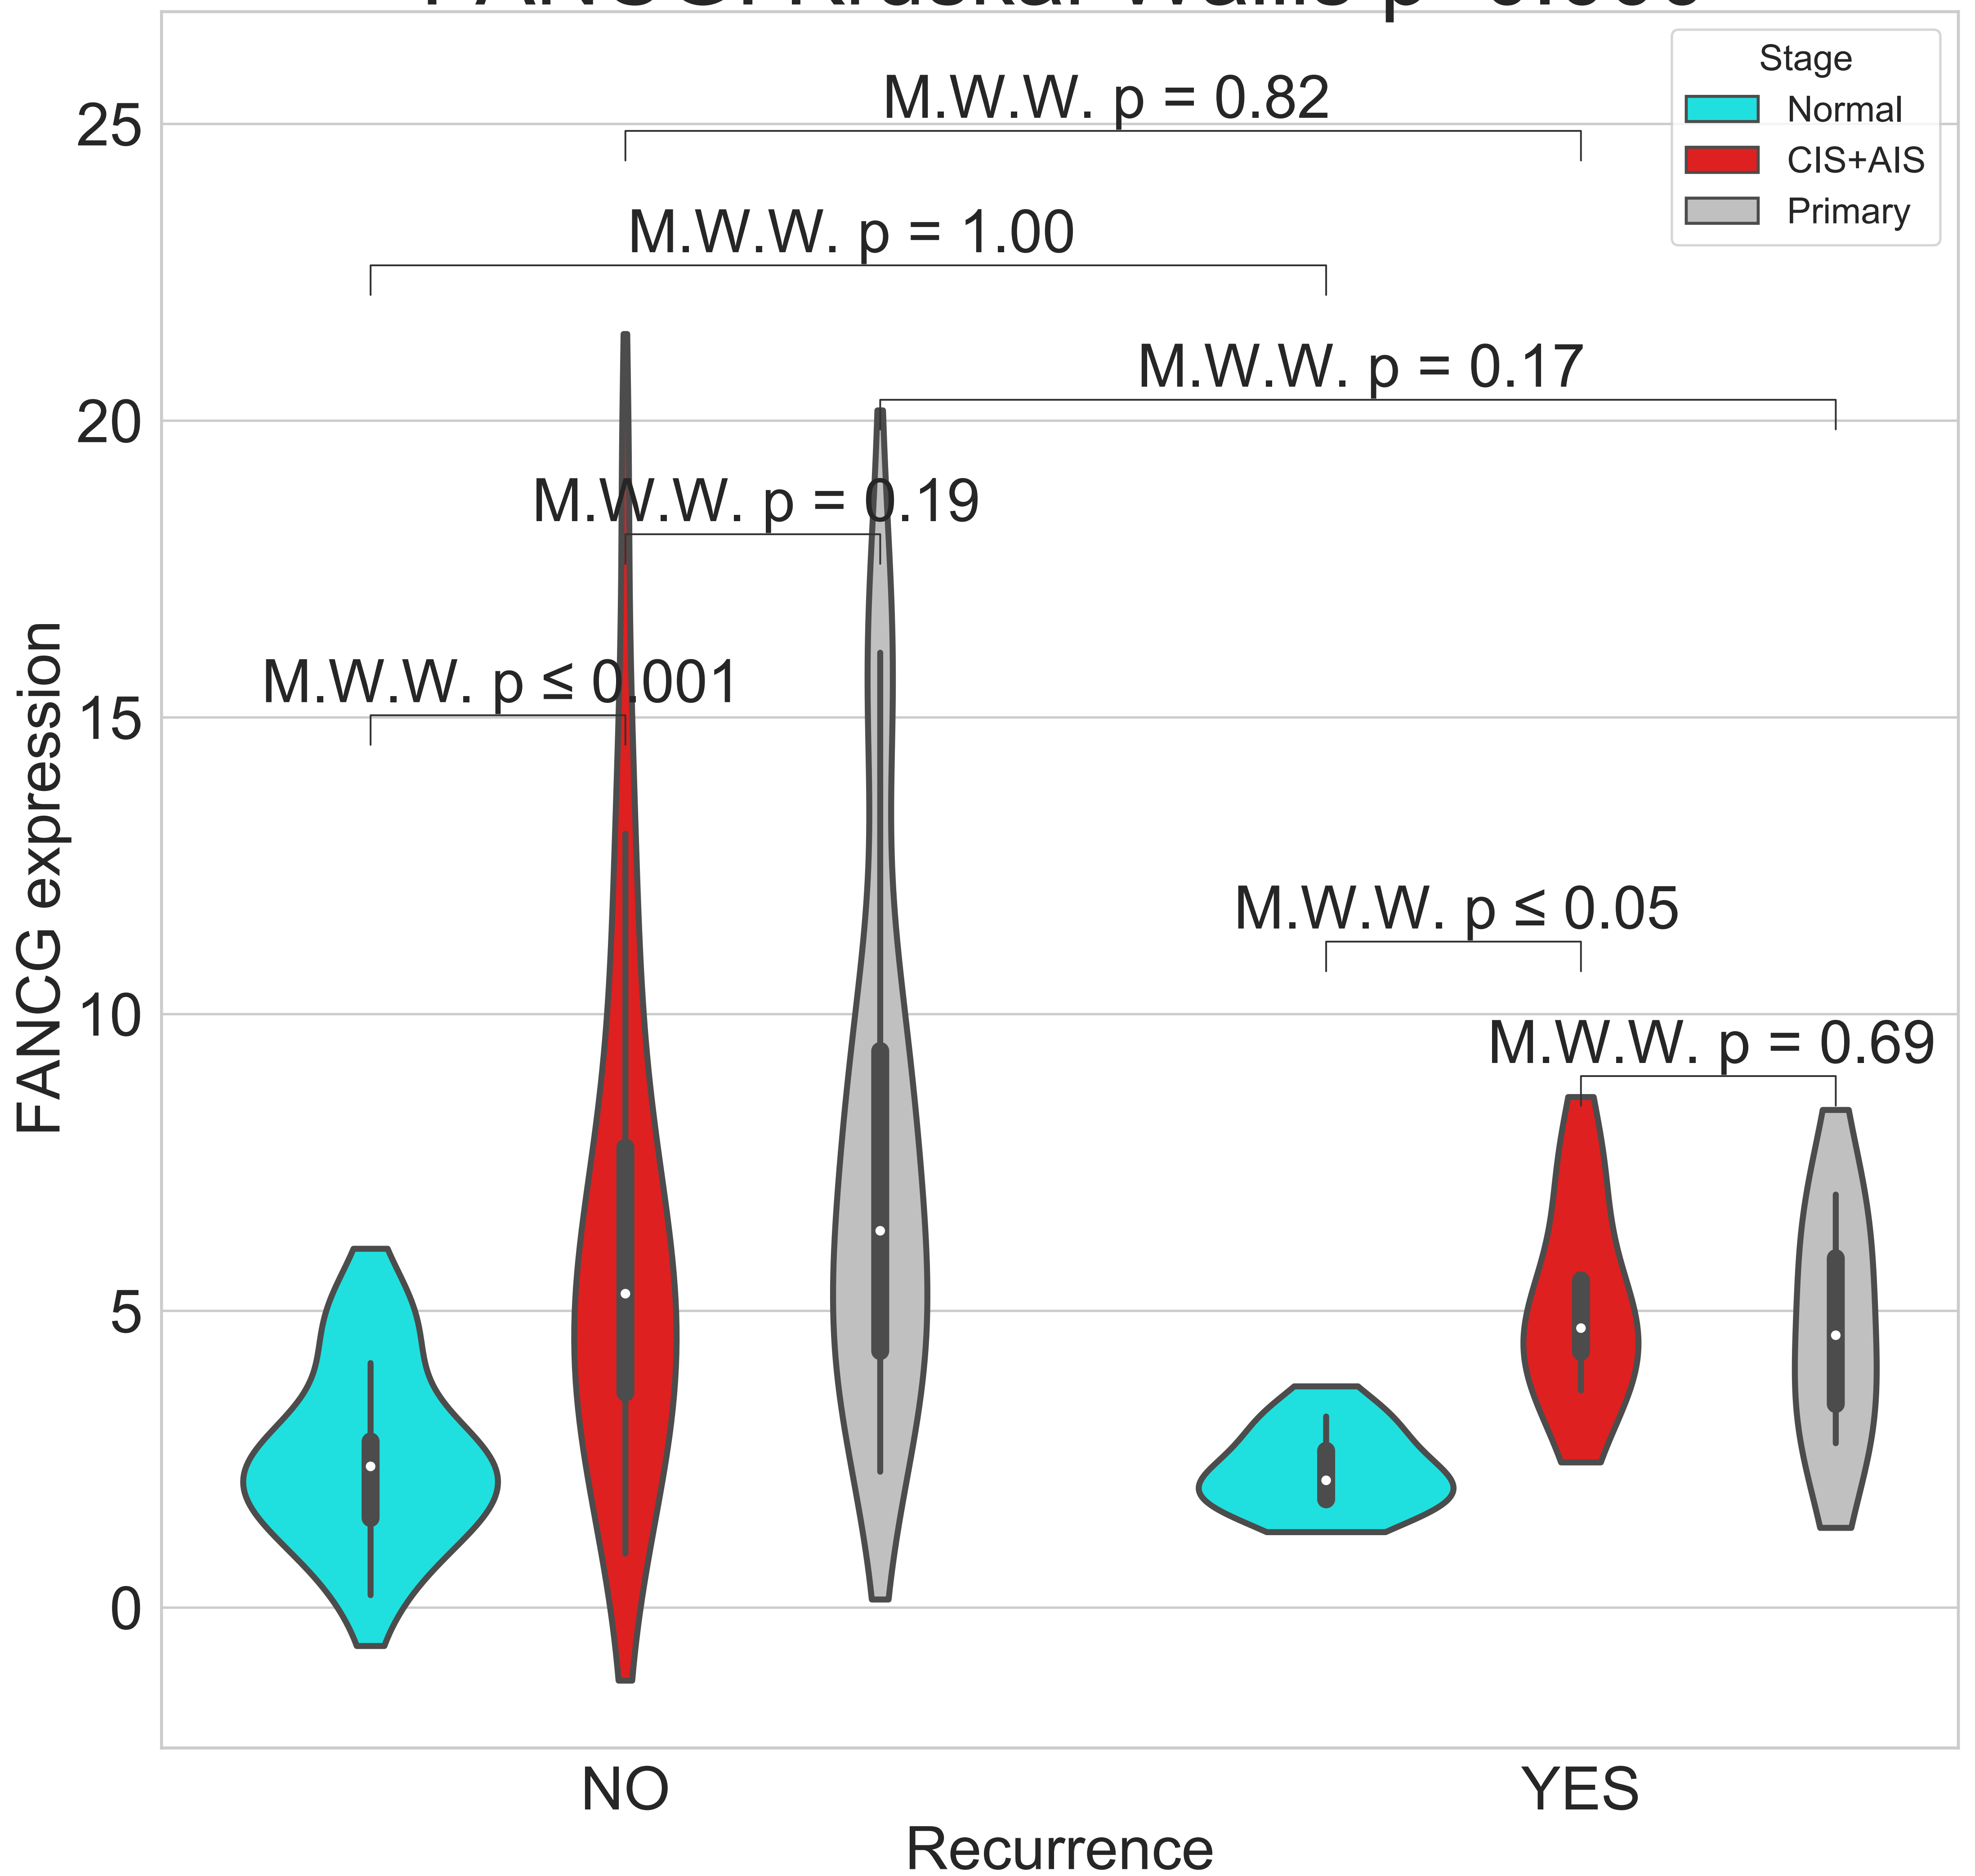 Stage
Normal
CIS+AIS
Primary
M.W.W. p = 0.82
M.W.W. p = 1.00
M.W.W. p = 0.17
M.W.W. p = 0.19
M.W.W. p ≤ 0.001
M.W.W. p ≤ 0.05
M.W.W. p = 0.69
25
20
15
10
5
0
FANCG expression
NO
YES
Recurrence